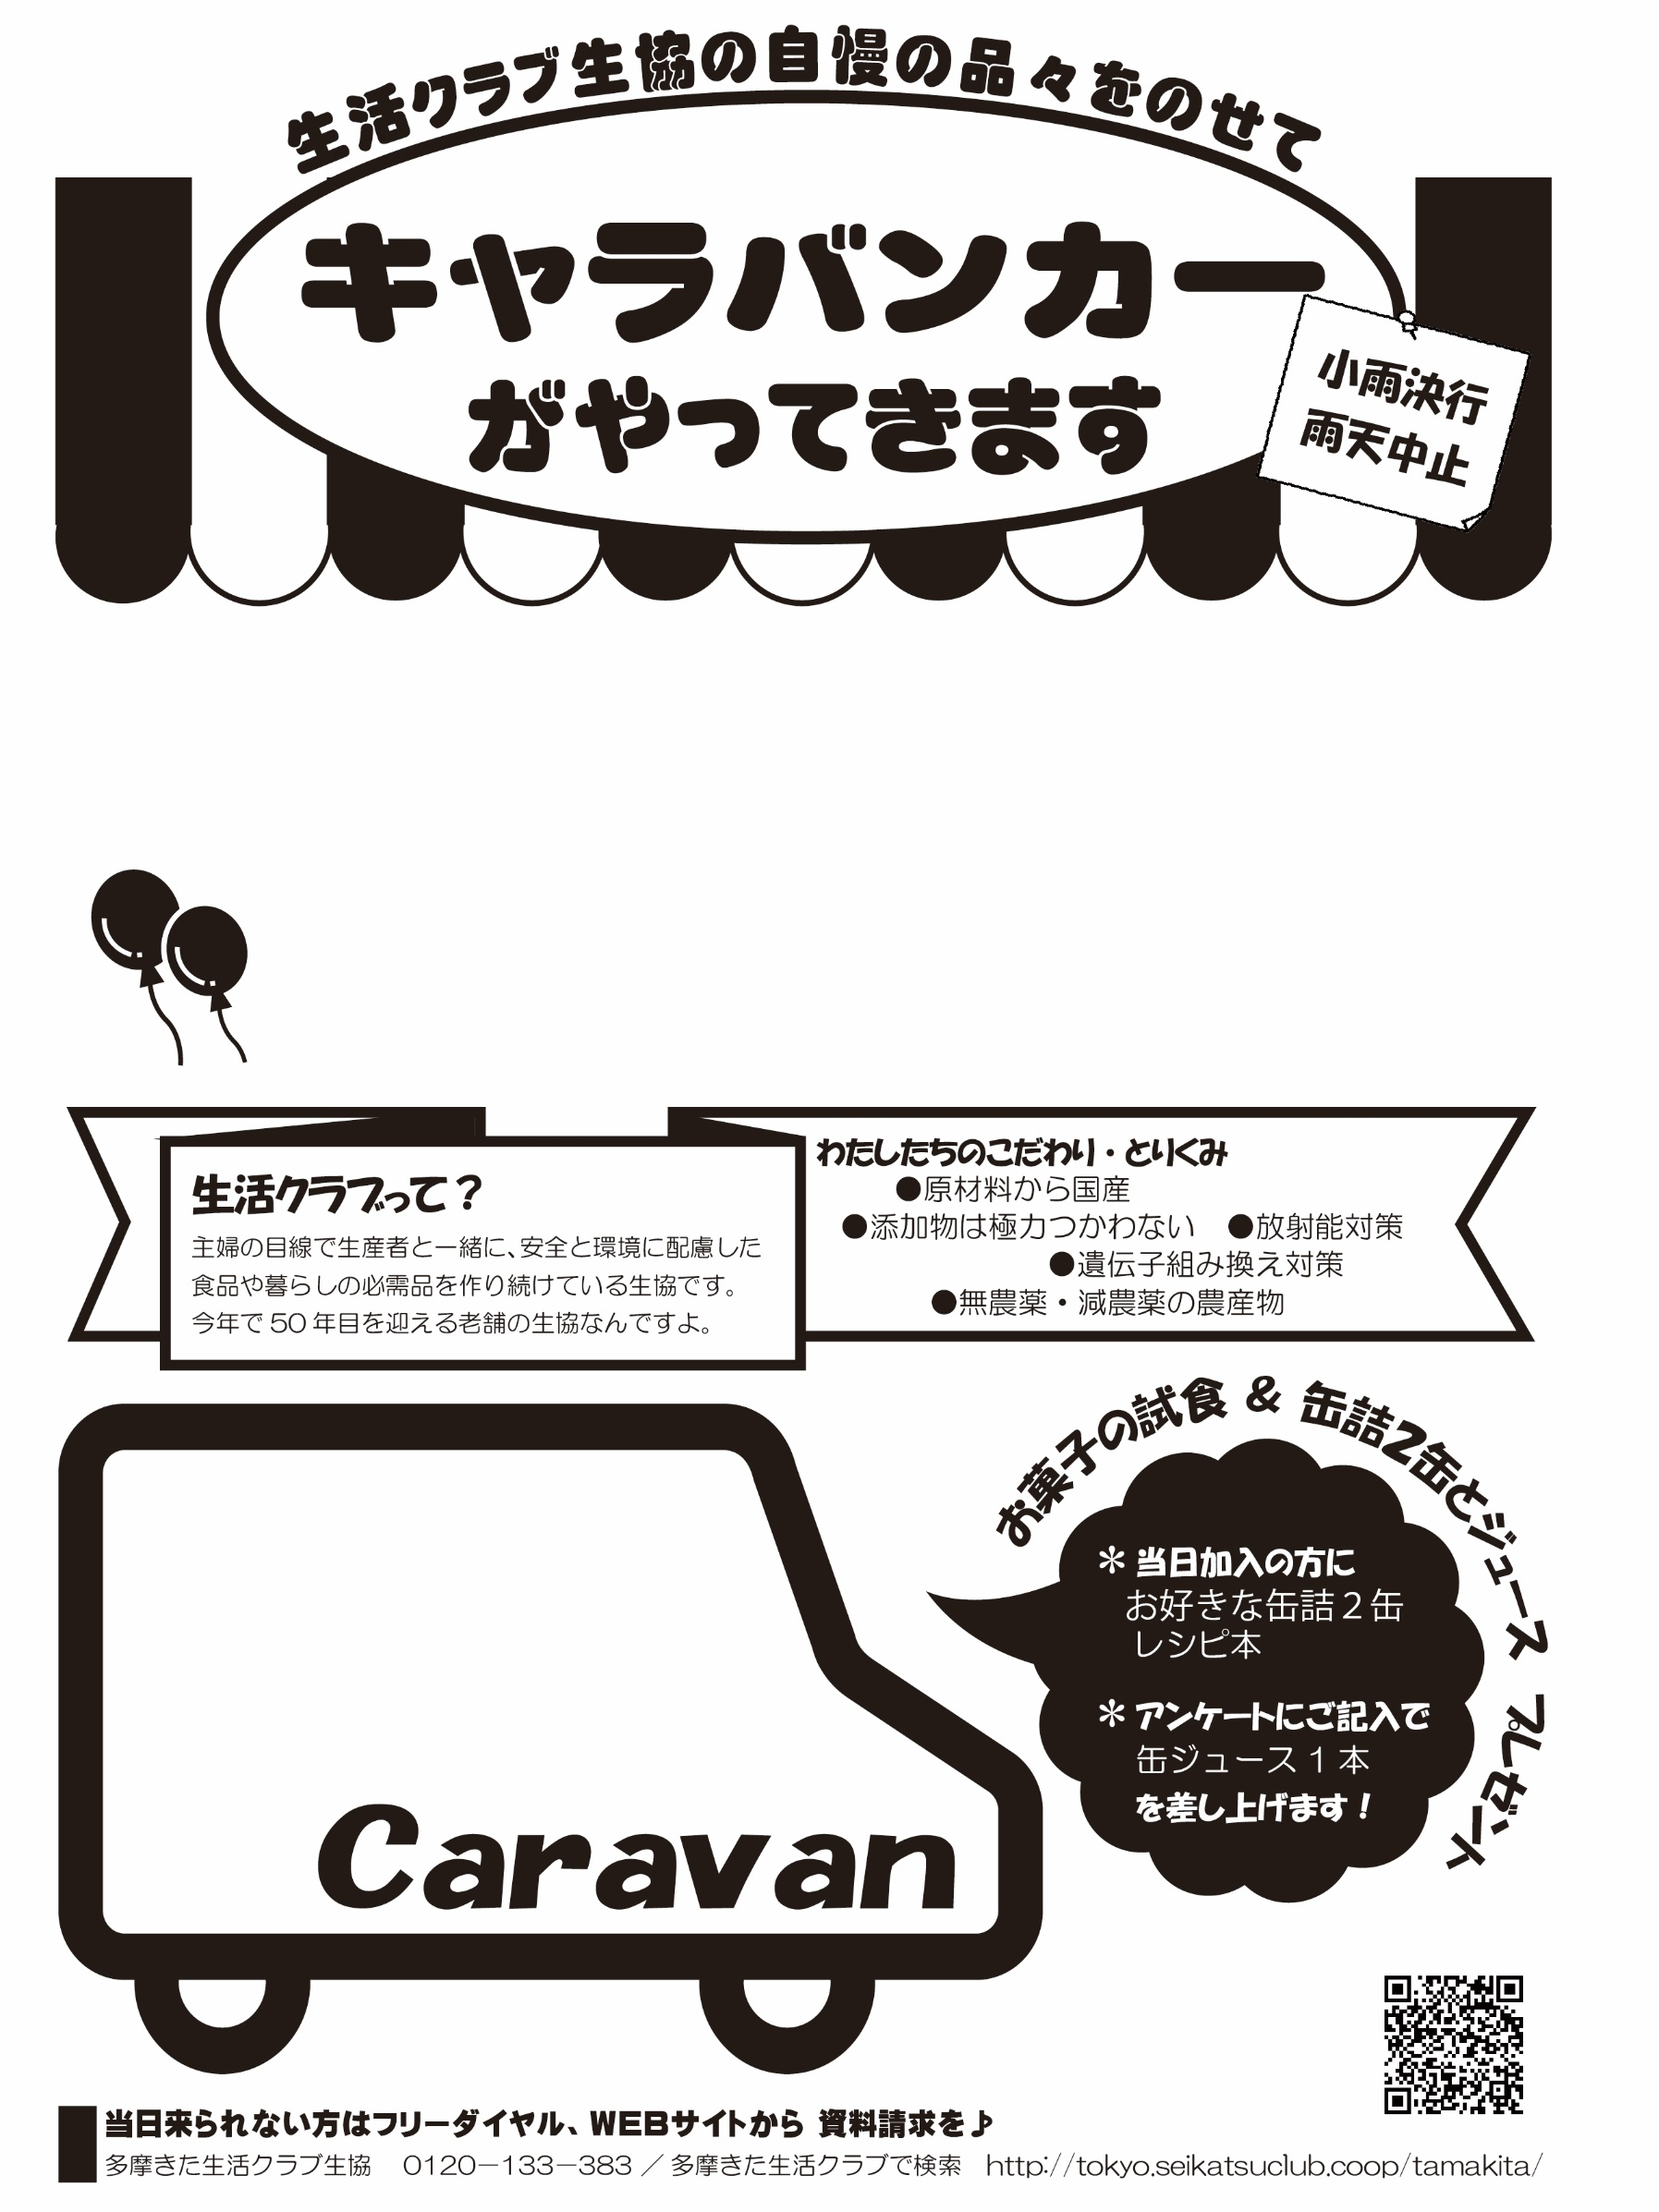 生活クラブ生協の自慢の品々をのせて
キャラバンカー
がやってきます
小雨決行
雨天中止
生活クラブって？
主婦の目線で生産者と一緒に、安全と環境に配慮した
食品や暮らしの必需品を作り続けている生協です。
今年で 50 年目を迎える老舗の生協なんですよ。
わたしたちのこだわり・とりくみ
●原材料から国産
●添加物は極力つかわない　●放射能対策
●遺伝子組み換え対策
●無農薬・減農薬の農産物
お菓子の試食 & 缶詰2缶とジュース プレゼント
＊当日加入の方に
お好きな缶詰２缶
レシピ本
＊アンケートにご記入で
缶ジュース１本
を差し上げます！
Caravan
当日来られない方はフリーダイヤル、WEBサイトから 資料請求を♪
多摩きた生活クラブ生協　0120－133－383 ／多摩きた生活クラブで検索　http://tokyo.seikatsuclub.coop/tamakita/